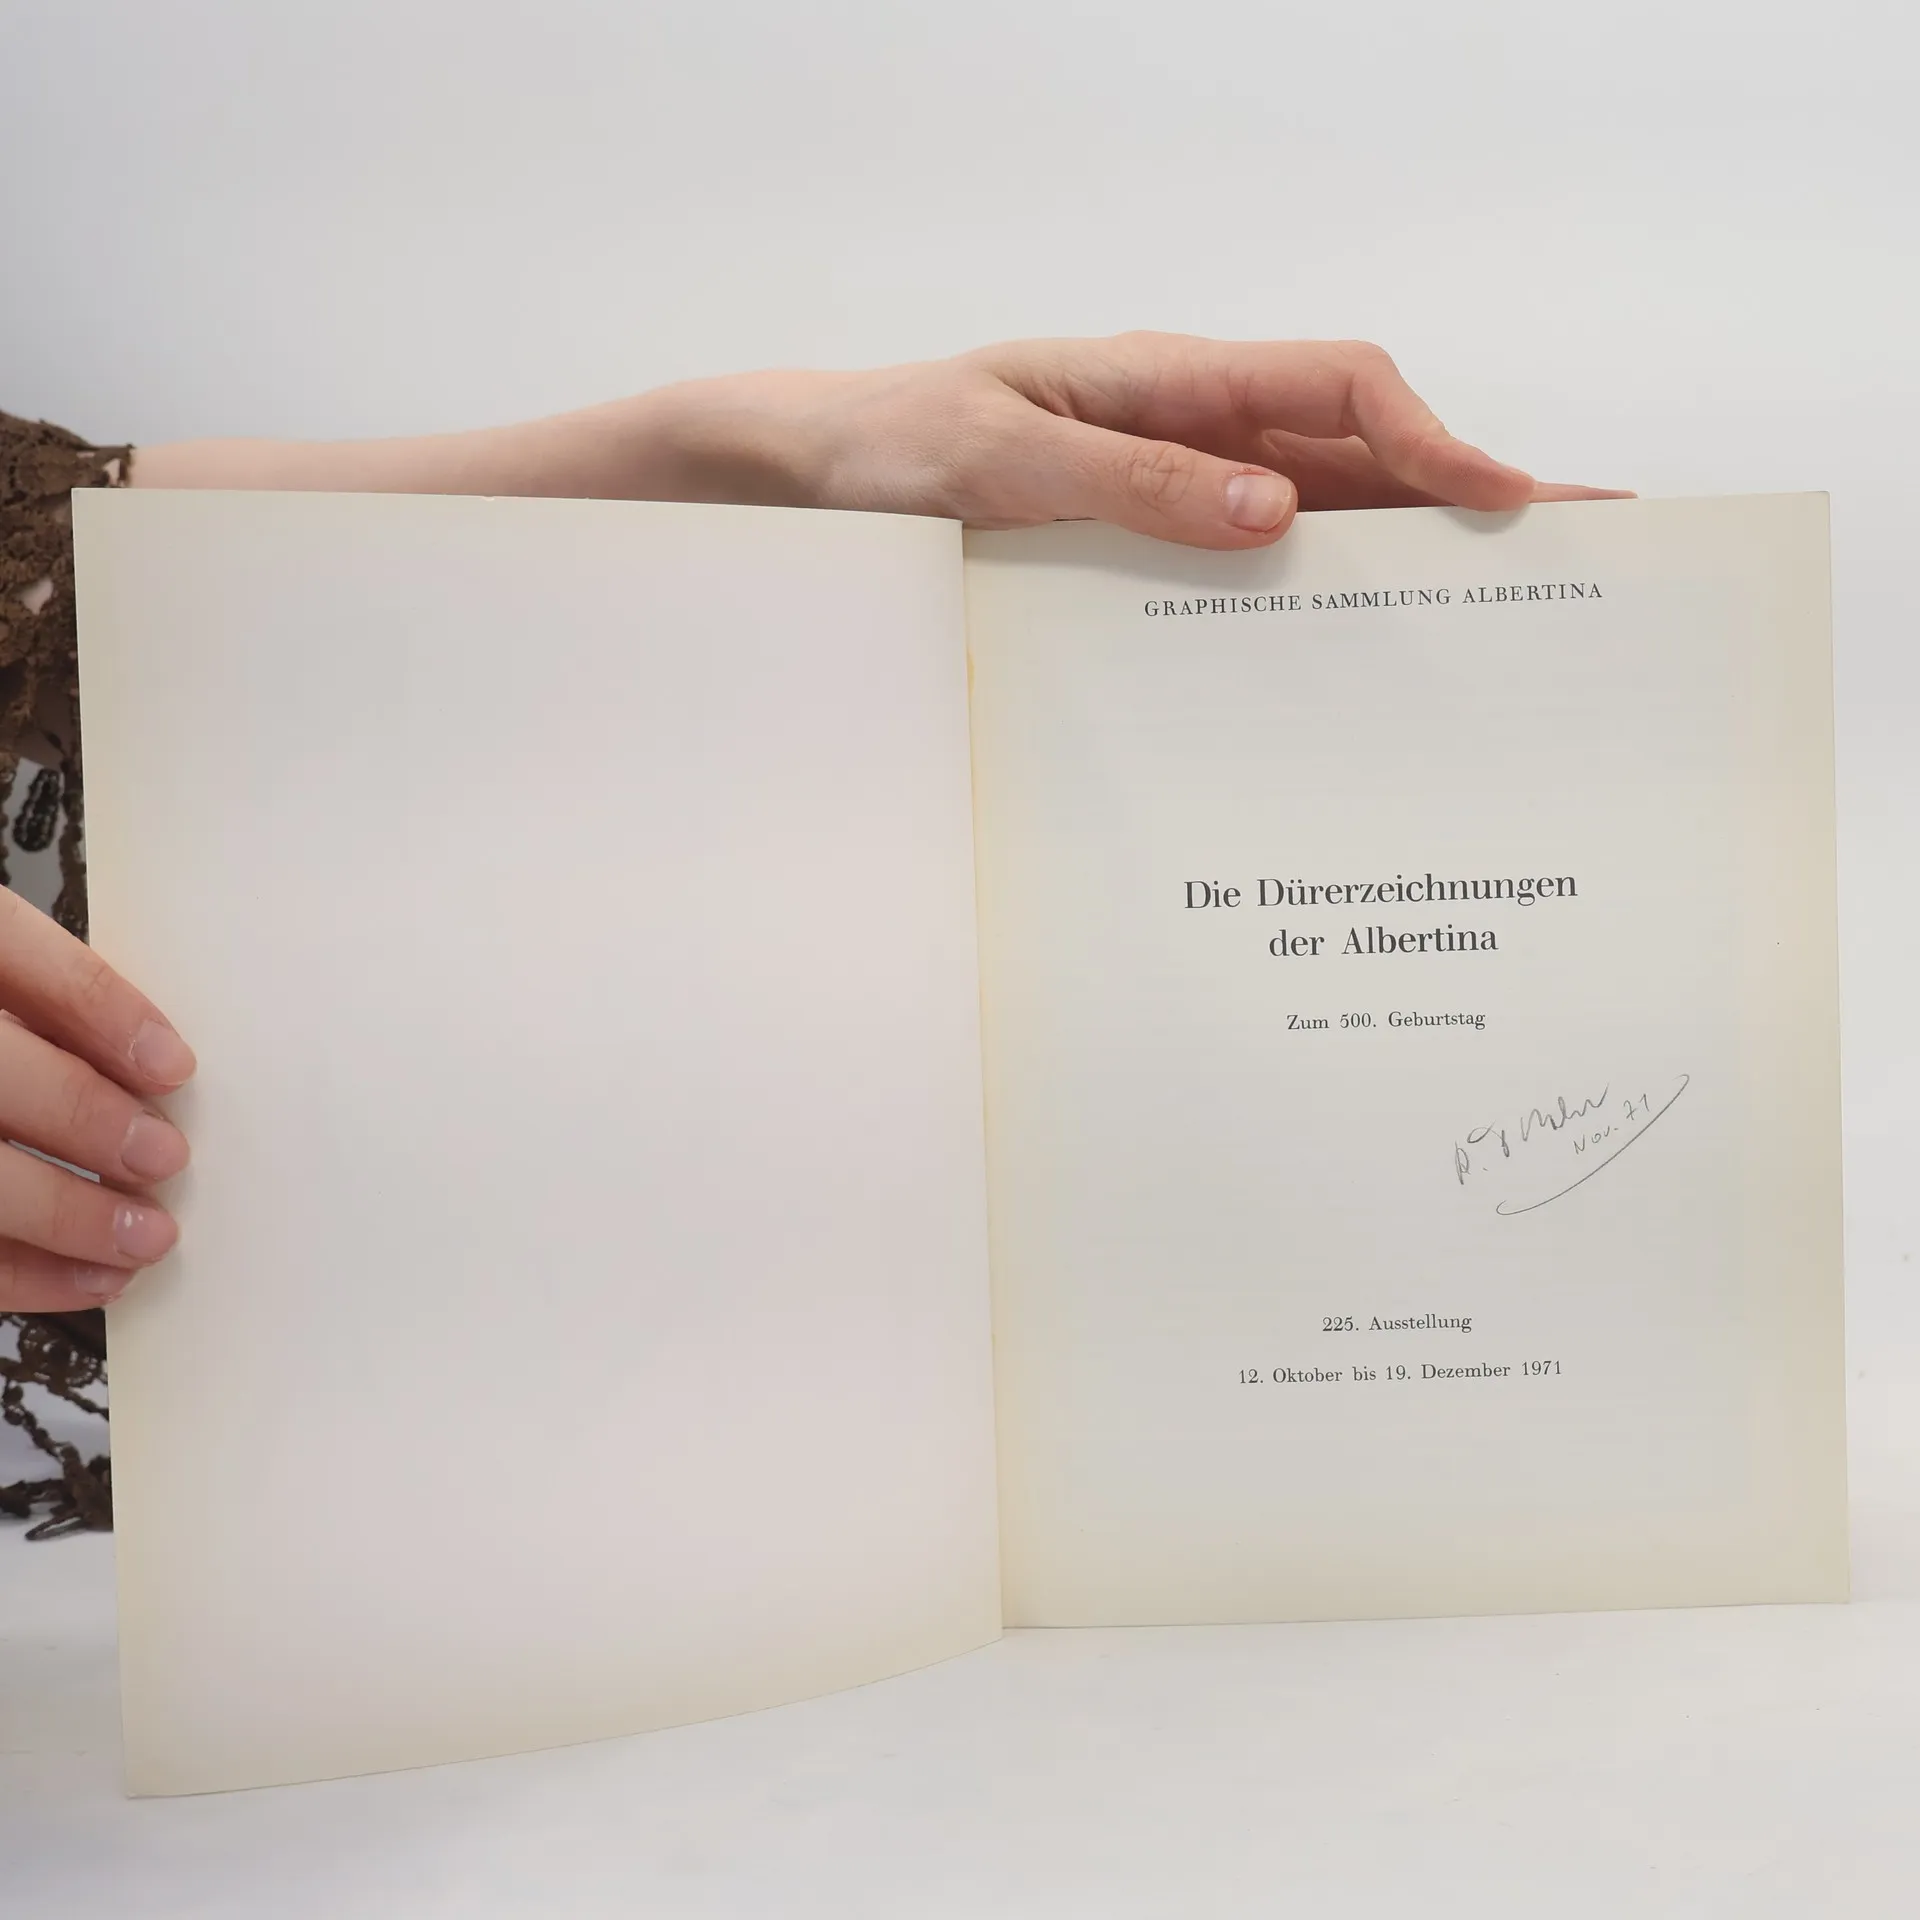 GRAPHISCHE SAMMLUNG ALBERTINA
Die Dürerzeichnungen
der Albertina
Zum 500. Geburtstag
Nov. 71
225. Ausstellung
12. Oktober bis 19. Dezember 1971